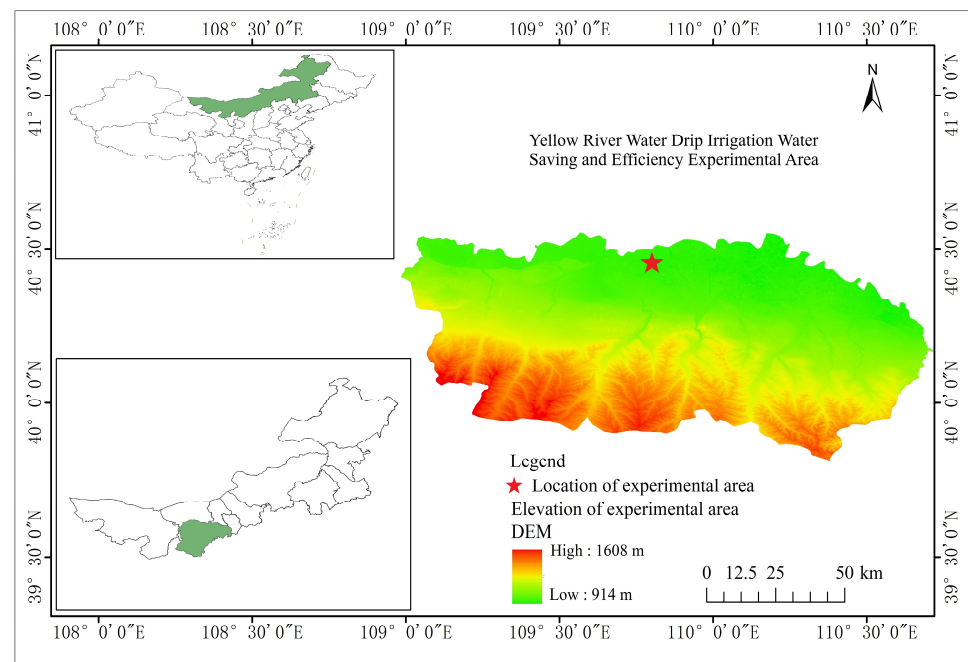 108° 0′0″E 108° 30′0″E 109° 0′0″E 109° 30′0″E 110° 0′0″E 110° 30′0″E
N
41° 0′0″N
41° 0′0″N
Yellow River Water Drip Irrigation Water
Saving and Efficiency Experimental Area
40° 30′0″N
40° 30′0″N
40° 0′0″N
40° 0′0″N
Legend
Location of experimental area
Elevation of experimental area
DEM
High : 1608 m
Low : 914 m
0 12.5 25 50 km
39° 30′0″N
39° 30′0″N
108° 0′0″E 108° 30′0″E 109° 0′0″E 109° 30′0″E 110° 0′0″E 110° 30′0″E